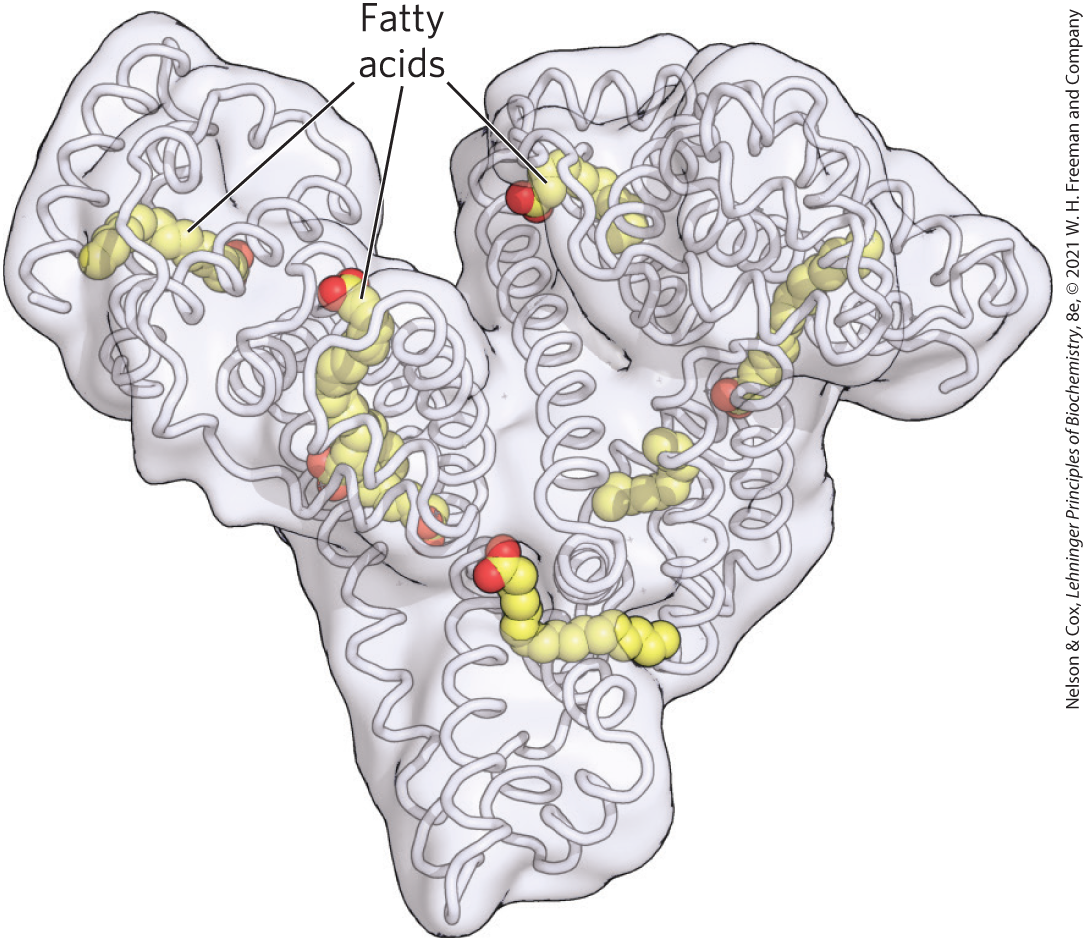 Fatty
acids
Nelson & Cox, Lehninger Principles of Biochemistry, 8e, © 2021 W. H. Freeman and Company